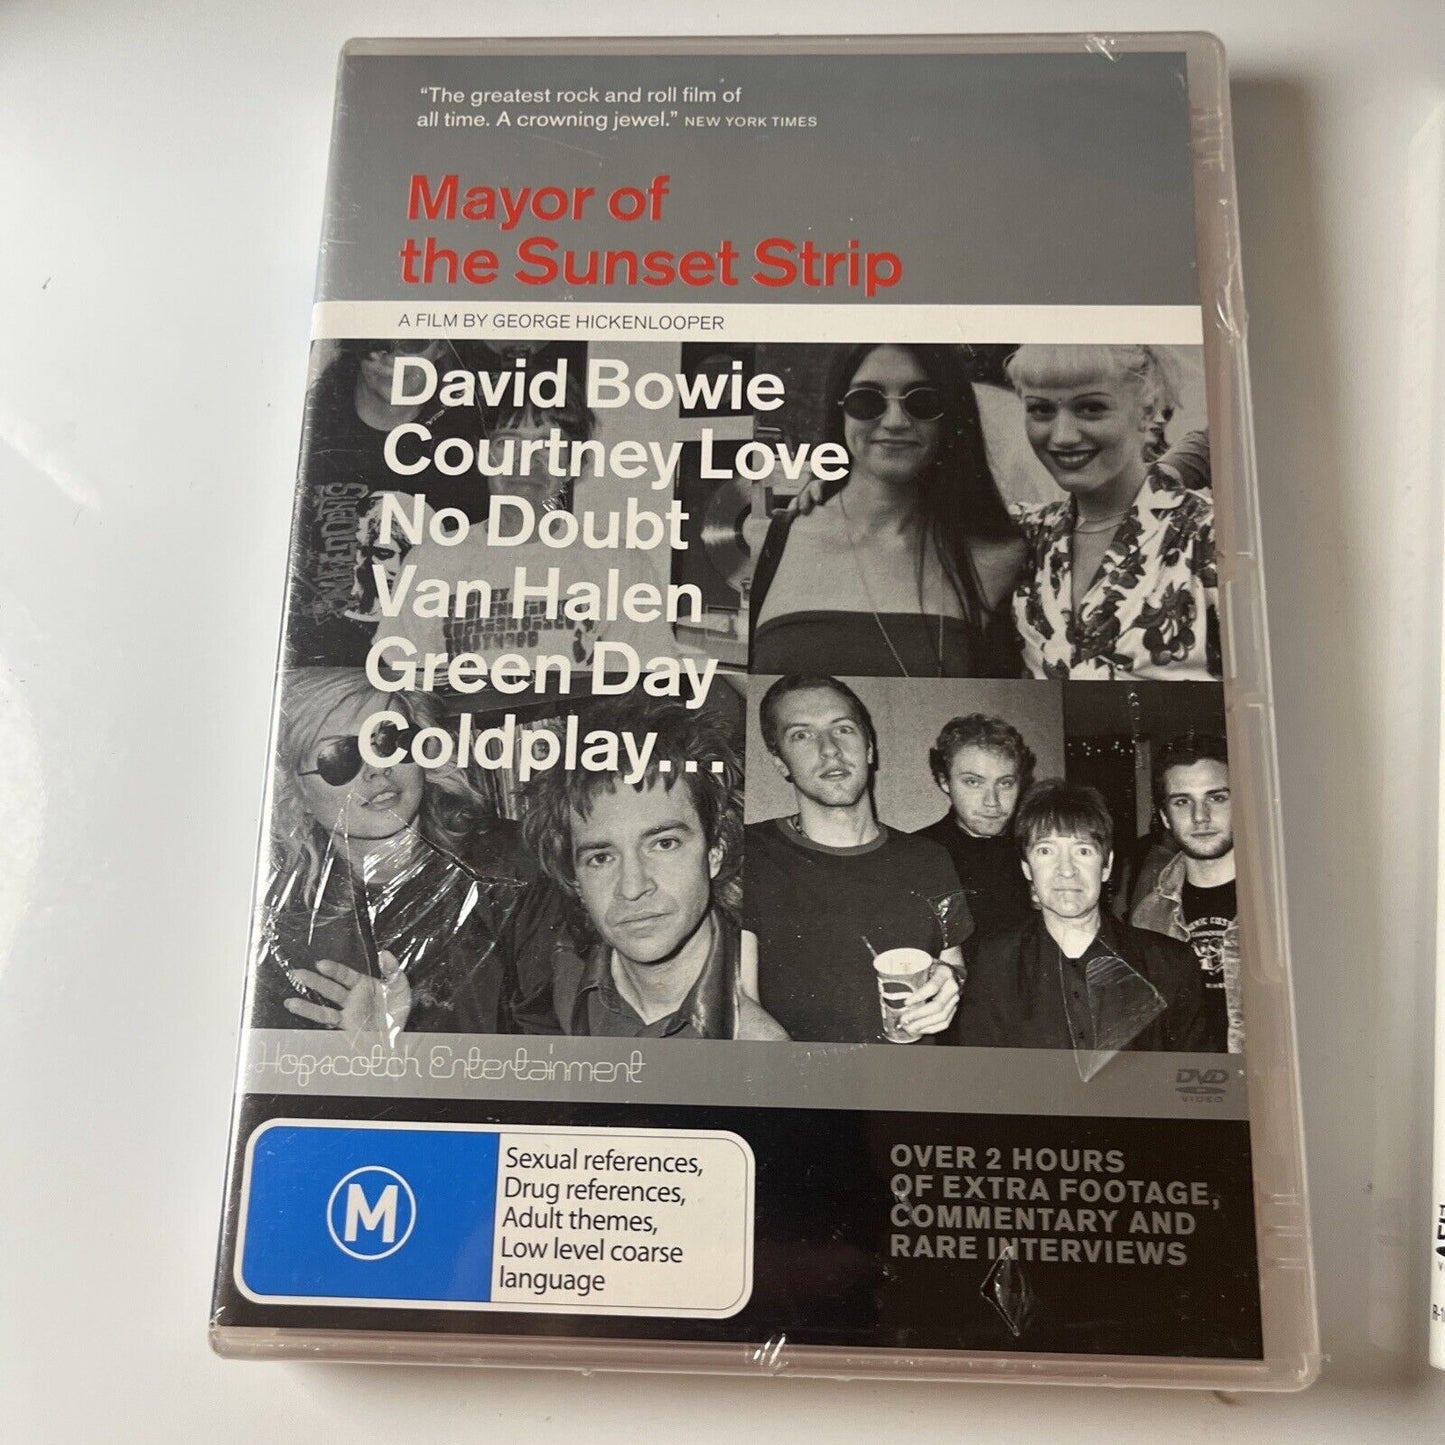 “The greatest rock and roll film of
all time. A crowning jewel.” NEW YORK TIMES
Mayor of
the Sunset Strip
A FILM BY GEORGE HICKENLOOPER
David Bowie
Courtney Love
No Doubt
Van Halen
Green Day
Coldplay...
Hopscotch Entertainment
DVD
VIDEO
M
Sexual references,
Drug references,
Adult themes,
Low level coarse
language
OVER 2 HOURS
OF EXTRA FOOTAGE,
COMMENTARY AND
RARE INTERVIEWS